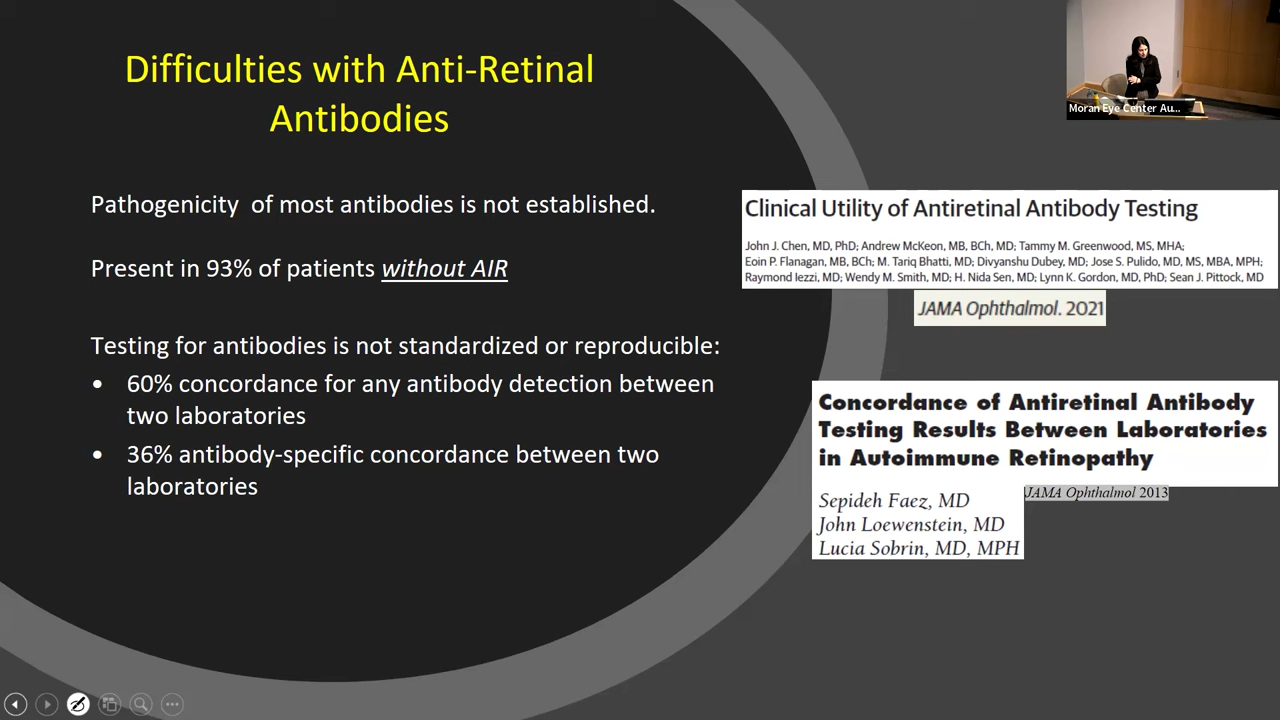 Difficulties with Anti-Retinal
Antibodies
Pathogenicity of most antibodies is not established.
Present in 93% of patients without AIR
Testing for antibodies is not standardized or reproducible:
• 60% concordance for any antibody detection between
two laboratories
• 36% antibody-specific concordance between two
laboratories
Moran Eye Center Au...
Clinical Utility of Antiretinal Antibody Testing
John J. Chen, MD, PhD; Andrew McKeon, MB, BCh, MD; Tammy M. Greenwood, MS, MHA;
Eoin P. Flanagan, MB, BCh; M. Tariq Bhatti, MD; Divyanshu Dubey, MD; Jose S. Pulido, MD, MS, MBA, MPH;
Raymond Iezzi, MD; Wendy M. Smith, MD; H. Nida Sen, MD; Lynn K. Gordon, MD, PhD; Sean J. Pittock, MD
JAMA Ophthalmol. 2021
Concordance of Antiretinal Antibody
Testing Results Between Laboratories
in Autoimmune Retinopathy
JAMA Ophthalmol 2013
Sepideh Faez, MD
John Loewenstein, MD
Lucia Sobrin, MD, MPH